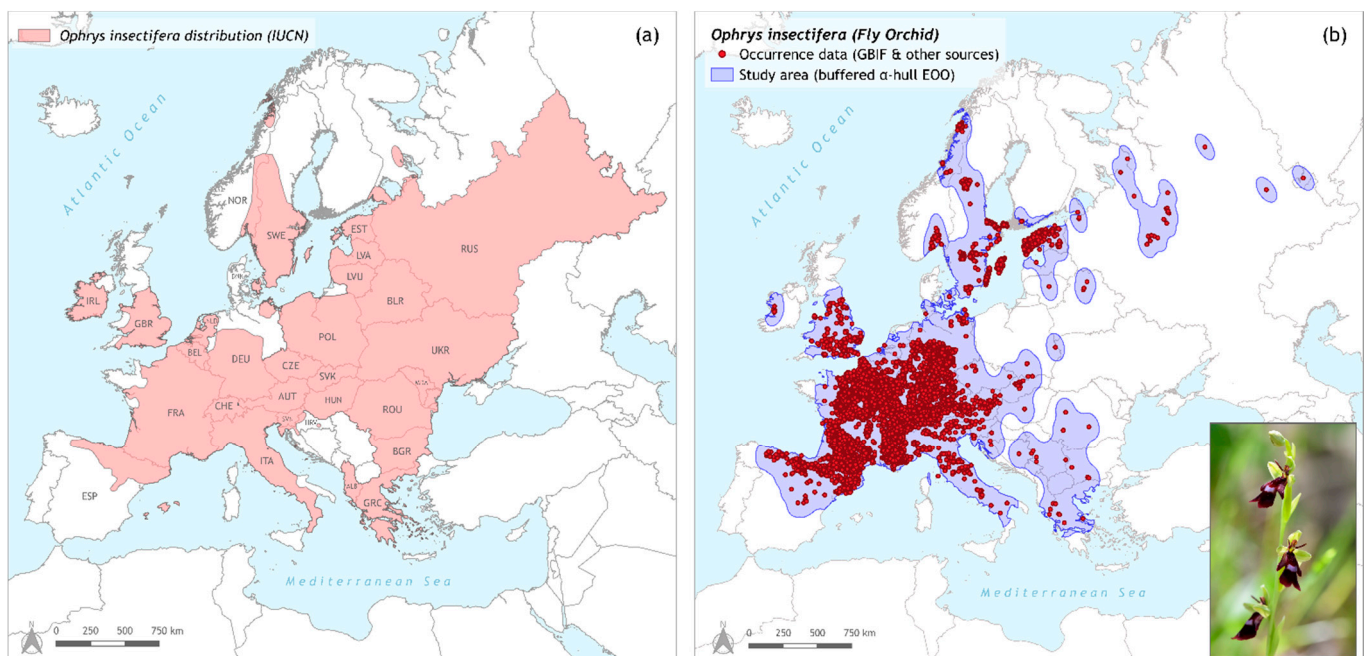 Ophrys insectifera distribution (IUCN)
(a)
Atlantic Ocean
NOR
SWE
EST
LVA
LVU
RUS
IRL
GBR
BLR
BEL
DEU
POL
CZE
UKR
SVK
FRA
CHE
AUT
HUN
ROU
BGR
ITA
ESP
ALB
GRC
Mediterranean Sea
N
0 250 500 750 km
Ophrys insectifera (Fly Orchid)
(b)
Occurrence data (GBIF & other sources)
Study area (buffered α-hull EOO)
Atlantic Ocean
Mediterranean Sea
N
0 250 500 750 km